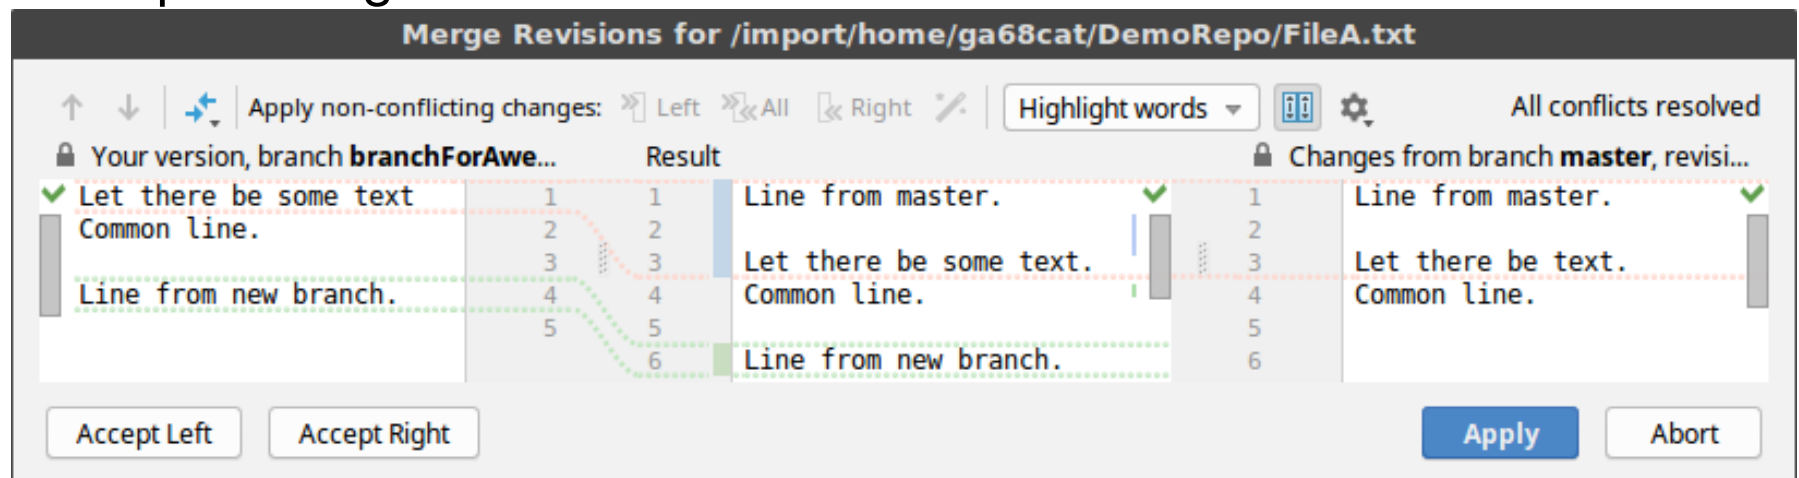 Merge Revisions for /import/home/ga68cat/DemoRepo/FileA.txt
Apply non-conflicting changes: Left All Right Highlight words All conflicts resolved
Your version, branch branchForAwe... Result Changes from branch master, revisi...
Let there be some text 1 1 Line from master. 1 Line from master.
Common line. 2 2 2
3 3 Let there be some text. 3 Let there be text.
Line from new branch. 4 4 Common line. 4 Common line.
5 5 5
6 Line from new branch. 6
Accept Left Accept Right Apply Abort